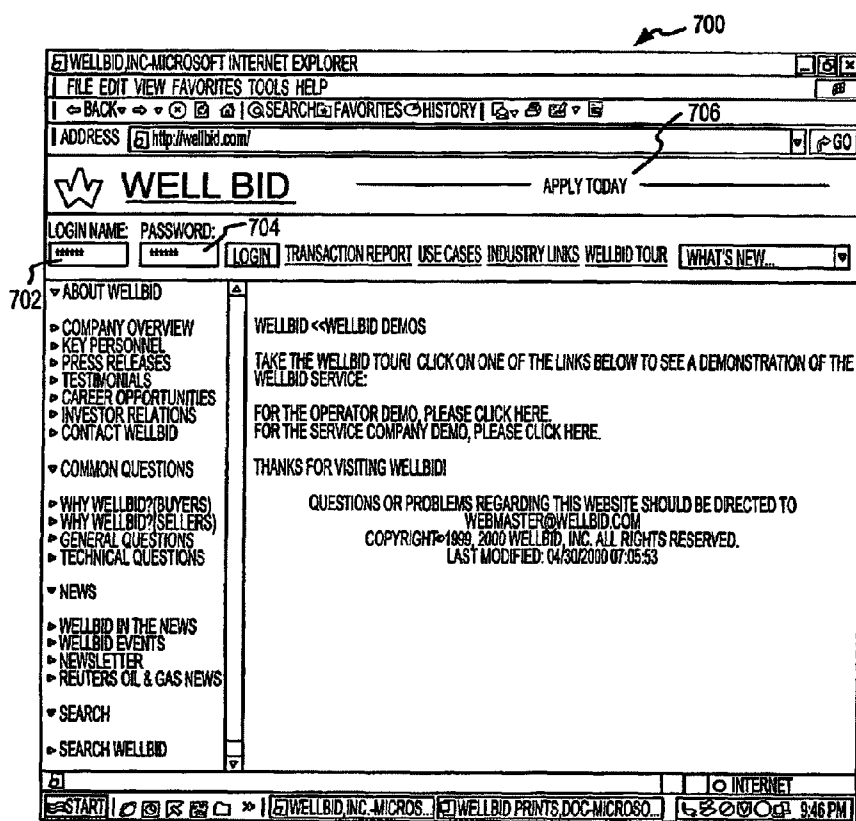 700
WELLBID,INC-MICROSOFT INTERNET EXPLORER
FILE EDIT VIEW FAVORITES TOOLS HELP
BACK SEARCH FAVORITES HISTORY
706
ADDRESS http://wellbid.com/ GO
WELL BID APPLY TODAY
LOGIN NAME: PASSWORD: 704
****** ****** LOGIN TRANSACTION REPORT USE CASES INDUSTRY LINKS WELLBID TOUR WHAT'S NEW...
702
ABOUT WELLBID
COMPANY OVERVIEW
KEY PERSONNEL
PRESS RELEASES
TESTIMONIALS
CAREER OPPORTUNITIES
INVESTOR RELATIONS
CONTACT WELLBID
COMMON QUESTIONS
WHY WELLBID?(BUYERS)
WHY WELLBID?(SELLERS)
GENERAL QUESTIONS
TECHNICAL QUESTIONS
NEWS
WELLBID IN THE NEWS
WELLBID EVENTS
NEWSLETTER
REUTERS OIL & GAS NEWS
SEARCH
SEARCH WELLBID
WELLBID <<WELLBID DEMOS
TAKE THE WELLBID TOUR! CLICK ON ONE OF THE LINKS BELOW TO SEE A DEMONSTRATION OF THE
WELLBID SERVICE:
FOR THE OPERATOR DEMO, PLEASE CLICK HERE.
FOR THE SERVICE COMPANY DEMO, PLEASE CLICK HERE.
THANKS FOR VISITING WELLBID!
QUESTIONS OR PROBLEMS REGARDING THIS WEBSITE SHOULD BE DIRECTED TO
WEBMASTER@WELLBID.COM
COPYRIGHT©1999, 2000 WELLBID, INC. ALL RIGHTS RESERVED.
LAST MODIFIED: 04/30/2000 07:05:53
INTERNET
START WELLBID,INC.-MICROS... WELLBID PRINTS,DOC-MICROSO... 9:46 PM